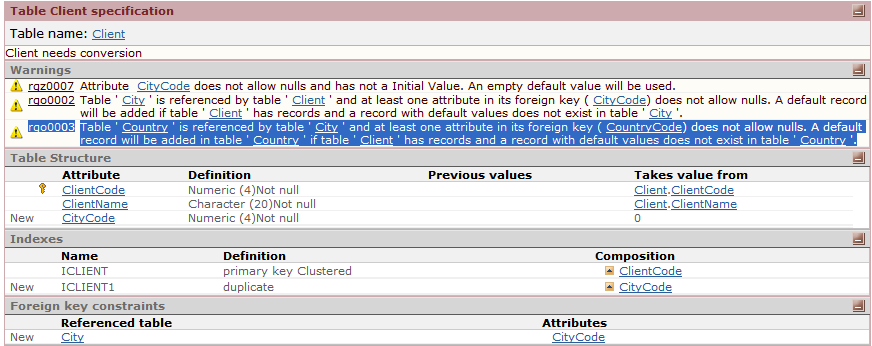 Table Client specification
Table name: Client
Client needs conversion
Warnings
rgz0007 Attribute CityCode does not allow nulls and has not a Initial Value. An empty default value will be used.
rgo0002 Table ' City ' is referenced by table ' Client ' and at least one attribute in its foreign key ( CityCode) does not allow nulls. A default record
will be added if table ' Client ' has records and a record with default values does not exist in table ' City '.
rgo0003 Table ' Country ' is referenced by table ' City ' and at least one attribute in its foreign key ( CountryCode) does not allow nulls. A default
record will be added in table ' Country ' if table ' Client ' has records and a record with default values does not exist in table ' Country '.
Table Structure
Attribute Definition Previous values Takes value from
ClientCode Numeric (4)Not null Client.ClientCode
ClientName Character (20)Not null Client.ClientName
New CityCode Numeric (4)Not null 0
Indexes
Name Definition Composition
ICLIENT primary key Clustered ClientCode
New ICLIENT1 duplicate CityCode
Foreign key constraints
Referenced table Attributes
New City CityCode